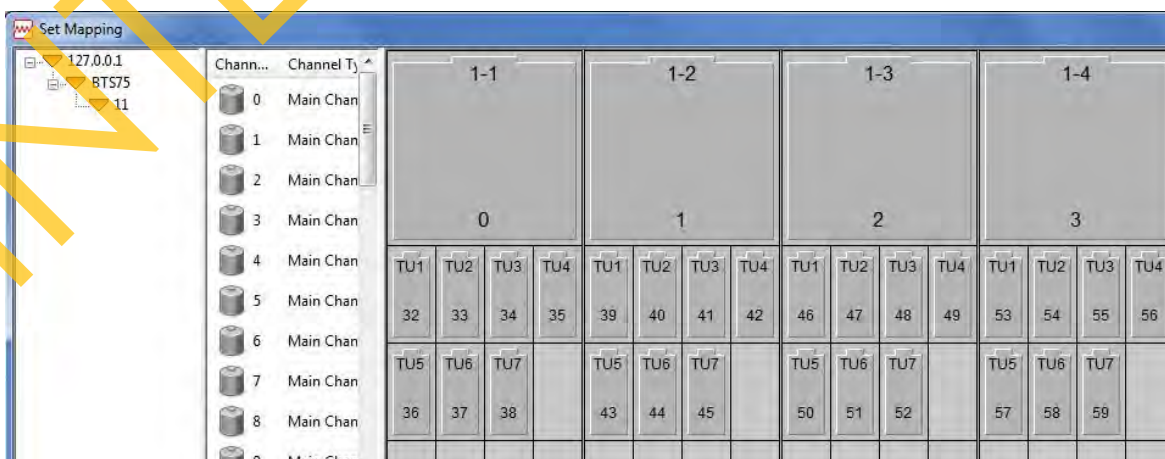 Set Mapping
127.0.0.1
BTS75
11
Chann... Channel Ty
0 Main Chan
1 Main Chan
2 Main Chan
3 Main Chan
4 Main Chan
5 Main Chan
6 Main Chan
7 Main Chan
8 Main Chan
1-1 1-2 1-3 1-4
0 1 2 3
TU1 TU2 TU3 TU4 TU1 TU2 TU3 TU4 TU1 TU2 TU3 TU4 TU1 TU2 TU3 TU4
32 33 34 35 39 40 41 42 46 47 48 49 53 54 55 56
TU5 TU6 TU7 TU5 TU6 TU7 TU5 TU6 TU7 TU5 TU6 TU7
36 37 38 43 44 45 50 51 52 57 58 59